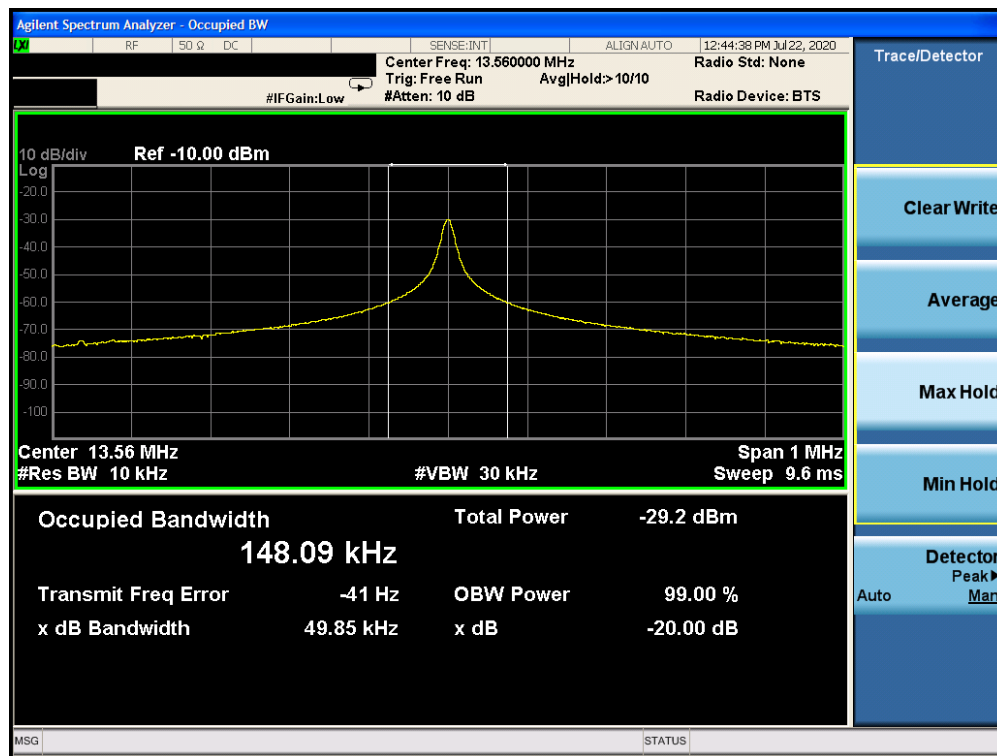 Agilent Spectrum Analyzer - Occupied BW
LXI RF 50 Ω DC SENSE:INT ALIGN AUTO 12:44:38 PM Jul 22, 2020
Center Freq: 13.560000 MHz Radio Std: None
Trig: Free Run Avg|Hold:>10/10
#IFGain:Low #Atten: 10 dB Radio Device: BTS
10 dB/div Ref -10.00 dBm
Log
-20.0
-30.0
-40.0
-50.0
-60.0
-70.0
-80.0
-90.0
-100
Center 13.56 MHz Span 1 MHz
#Res BW 10 kHz #VBW 30 kHz Sweep 9.6 ms
Occupied Bandwidth Total Power -29.2 dBm
148.09 kHz
Transmit Freq Error -41 Hz OBW Power 99.00 %
x dB Bandwidth 49.85 kHz x dB -20.00 dB
MSG STATUS
Trace/Detector
Clear Write
Average
Max Hold
Min Hold
Detector
Peak▶
Auto Man